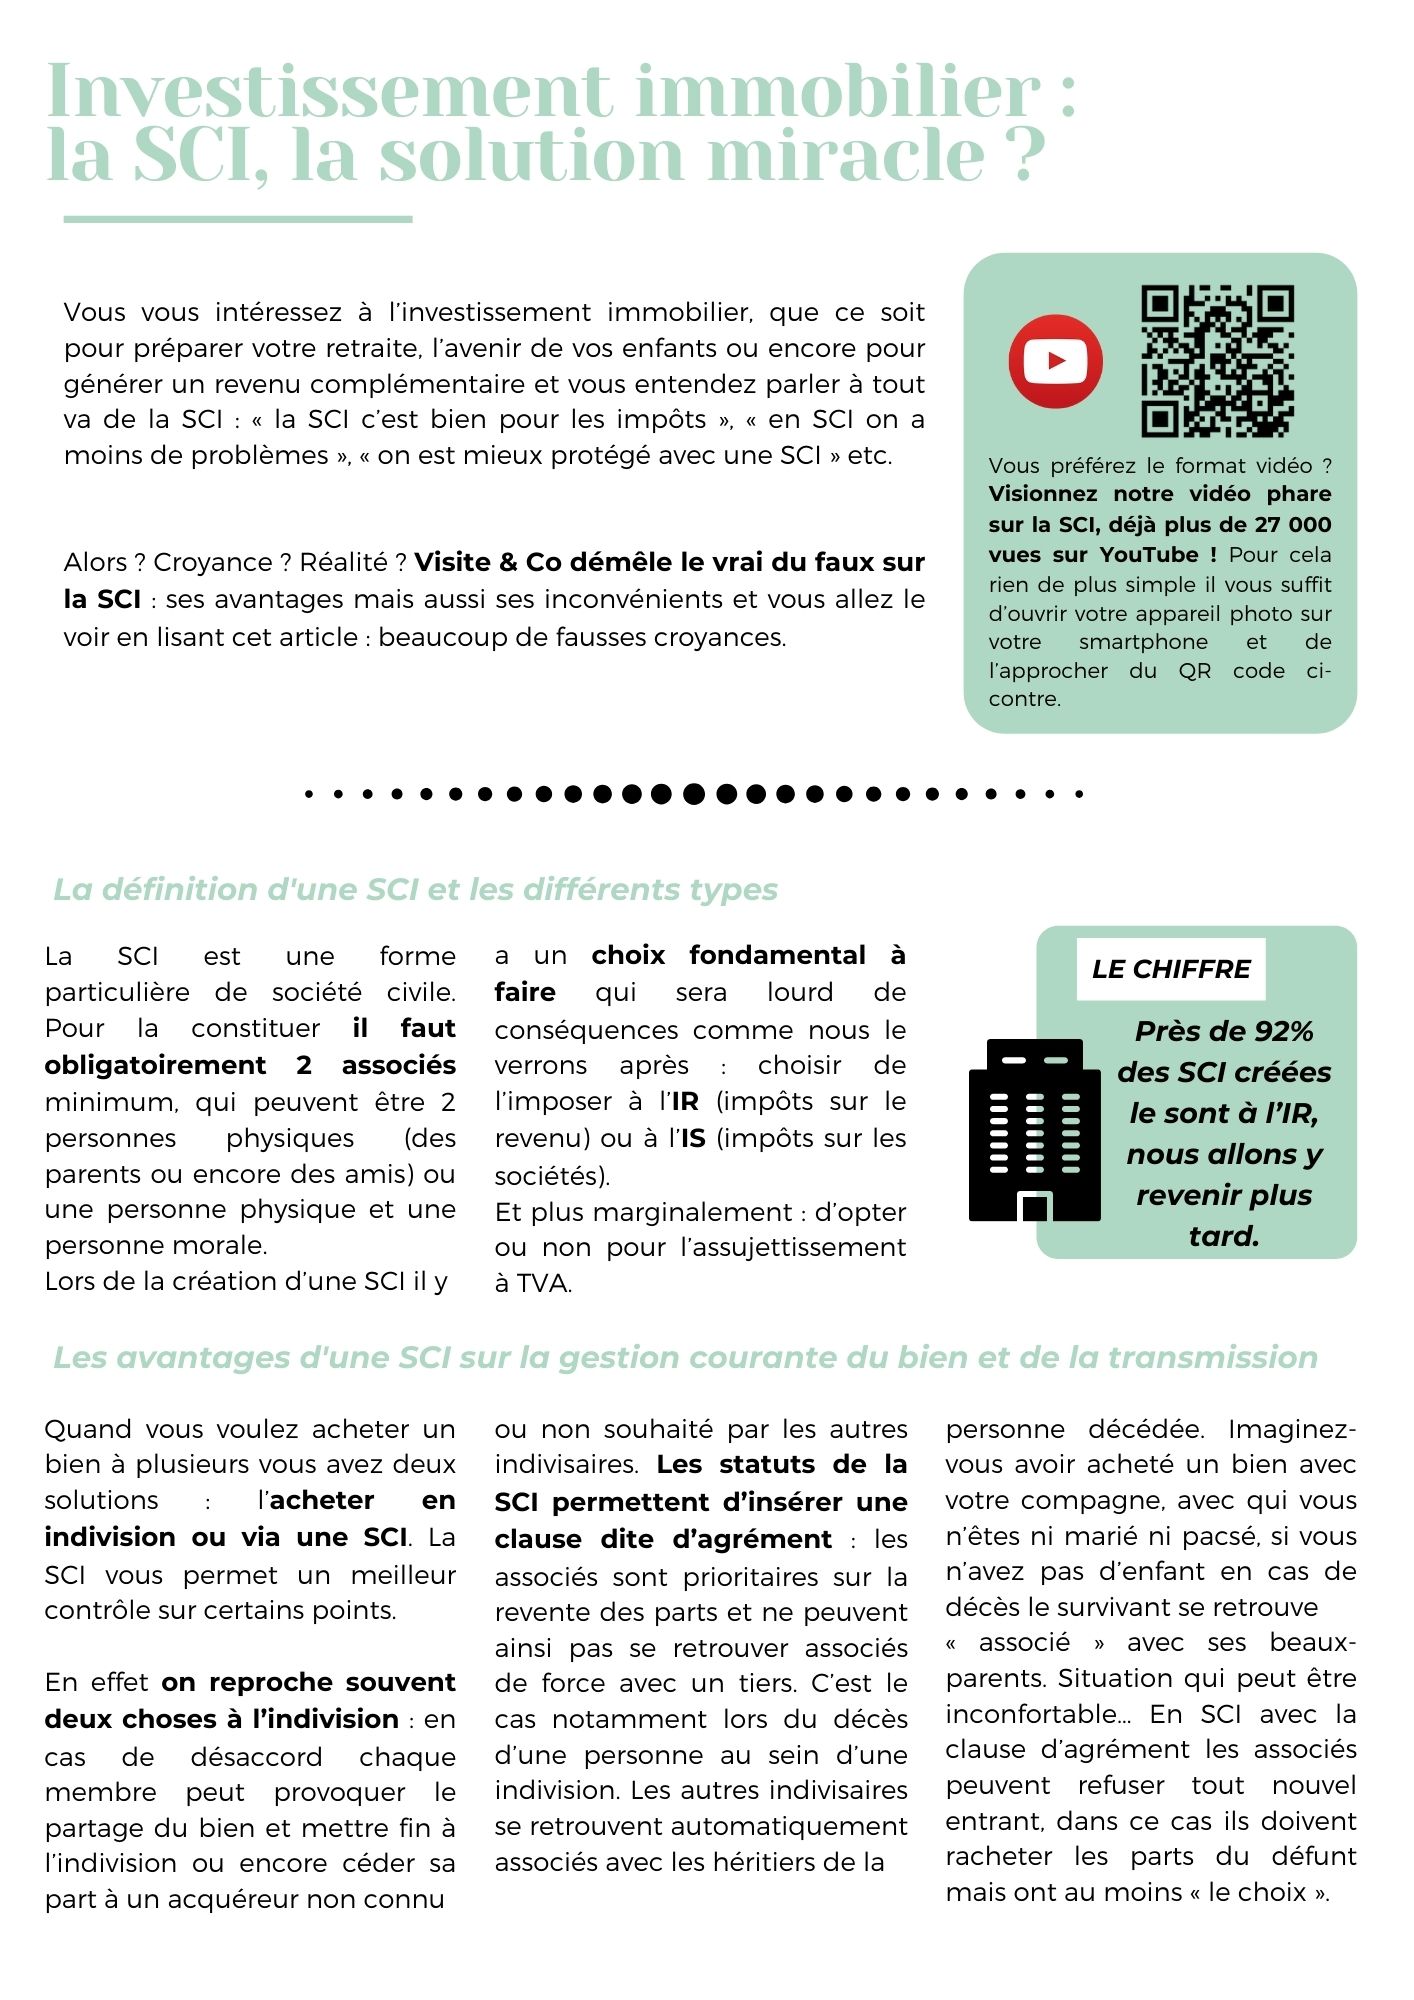 Investissement immobilier :
la SCI, la solution miracle ?
Vous vous intéressez à l’investissement immobilier, que ce soit
pour préparer votre retraite, l’avenir de vos enfants ou encore pour
générer un revenu complémentaire et vous entendez parler à tout
va de la SCI : « la SCI c’est bien pour les impôts », « en SCI on a
moins de problèmes », « on est mieux protégé avec une SCI » etc.
Alors ? Croyance ? Réalité ? Visite & Co démêle le vrai du faux sur
la SCI : ses avantages mais aussi ses inconvénients et vous allez le
voir en lisant cet article : beaucoup de fausses croyances.
Vous préférez le format vidéo ?
Visionnez notre vidéo phare
sur la SCI, déjà plus de 27 000
vues sur YouTube ! Pour cela
rien de plus simple il vous suffit
d’ouvrir votre appareil photo sur
votre smartphone et de
l’approcher du QR code ci-
contre.
La définition d'une SCI et les différents types
La SCI est une forme
particulière de société civile.
Pour la constituer il faut
obligatoirement 2 associés
minimum, qui peuvent être 2
personnes physiques (des
parents ou encore des amis) ou
une personne physique et une
personne morale.
Lors de la création d’une SCI il y
a un choix fondamental à
faire qui sera lourd de
conséquences comme nous le
verrons après : choisir de
l’imposer à l’IR (impôts sur le
revenu) ou à l’IS (impôts sur les
sociétés).
Et plus marginalement : d’opter
ou non pour l’assujettissement
à TVA.
LE CHIFFRE
Près de 92%
des SCI créées
le sont à l’IR,
nous allons y
revenir plus
tard.
Les avantages d'une SCI sur la gestion courante du bien et de la transmission
Quand vous voulez acheter un
bien à plusieurs vous avez deux
solutions : l’acheter en
indivision ou via une SCI. La
SCI vous permet un meilleur
contrôle sur certains points.
En effet on reproche souvent
deux choses à l’indivision : en
cas de désaccord chaque
membre peut provoquer le
partage du bien et mettre fin à
l’indivision ou encore céder sa
part à un acquéreur non connu
ou non souhaité par les autres
indivisaires. Les statuts de la
SCI permettent d’insérer une
clause dite d’agrément : les
associés sont prioritaires sur la
revente des parts et ne peuvent
ainsi pas se retrouver associés
de force avec un tiers. C’est le
cas notamment lors du décès
d’une personne au sein d’une
indivision. Les autres indivisaires
se retrouvent automatiquement
associés avec les héritiers de la
personne décédée. Imaginez-
vous avoir acheté un bien avec
votre compagne, avec qui vous
n’êtes ni marié ni pacsé, si vous
n’avez pas d’enfant en cas de
décès le survivant se retrouve
« associé » avec ses beaux-
parents. Situation qui peut être
inconfortable... En SCI avec la
clause d’agrément les associés
peuvent refuser tout nouvel
entrant, dans ce cas ils doivent
racheter les parts du défunt
mais ont au moins « le choix ».